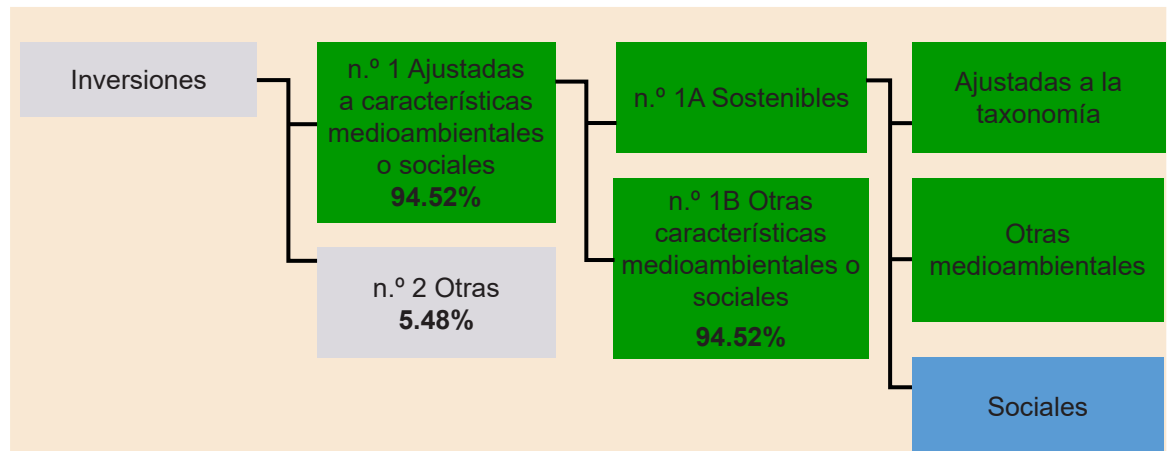 Inversiones
n.º 1 Ajustadas
a características
medioambientales
o sociales
94.52%
n.º 2 Otras
5.48%
n.º 1A Sostenibles
n.º 1B Otras
características
medioambientales o
sociales
94.52%
Ajustadas a la
taxonomía
Otras
medioambientales
Sociales